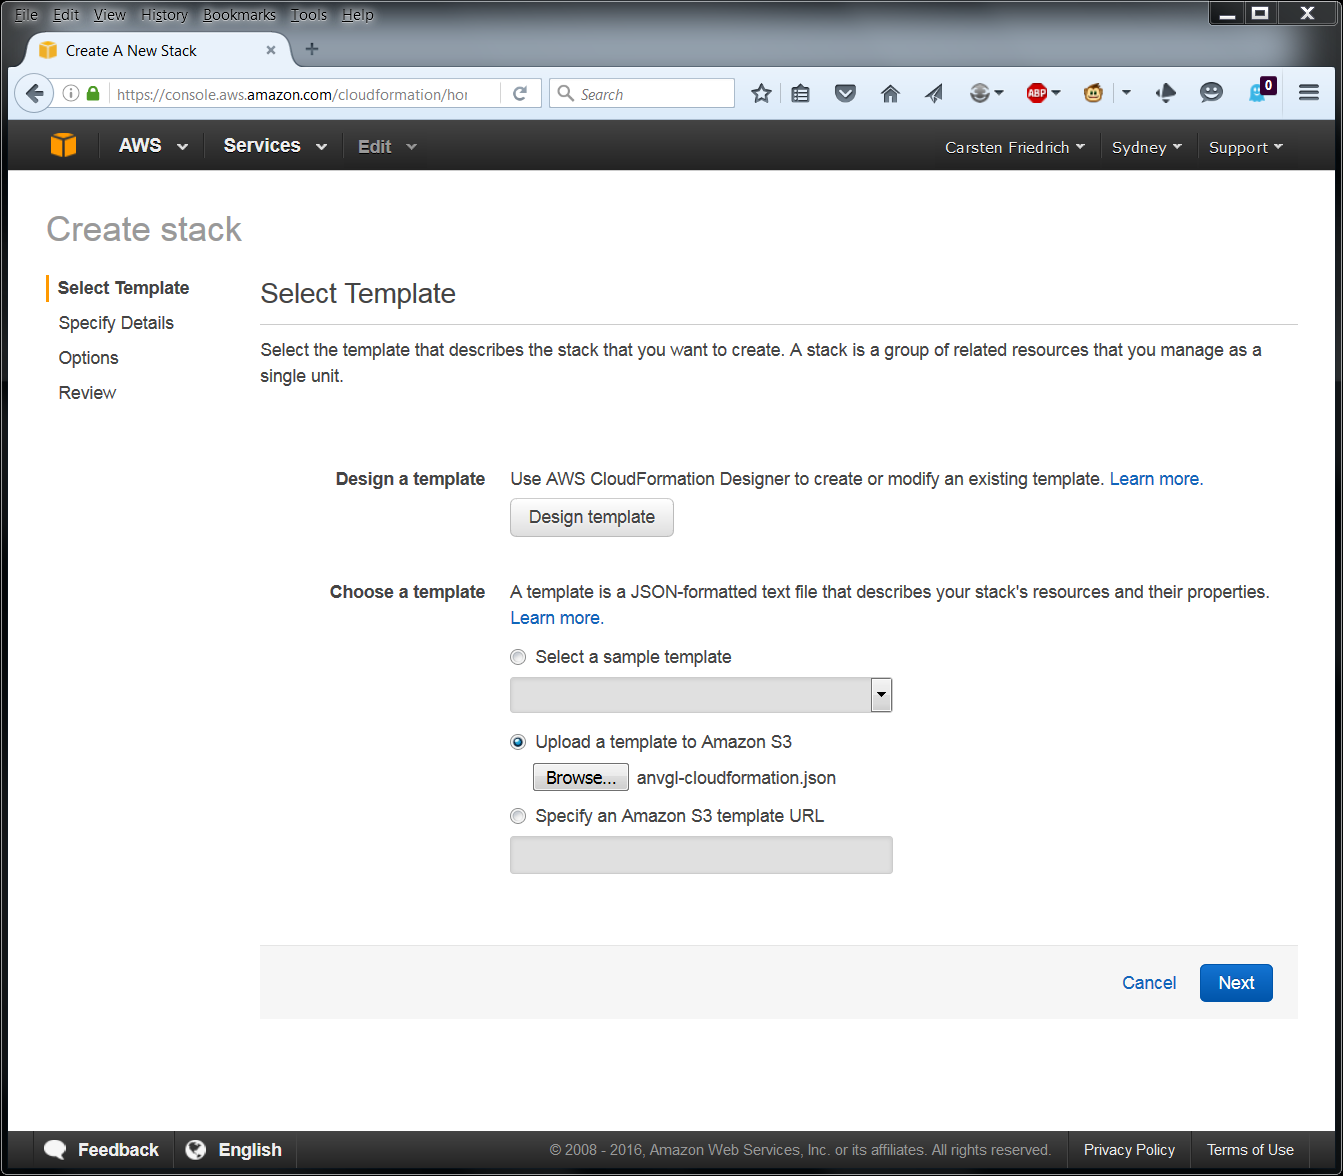 File Edit View History Bookmarks Tools Help
Create A New Stack
https://console.aws.amazon.com/cloudformation/hor
Search
ABP
0
AWS Services Edit Carsten Friedrich Sydney Support
Create stack
Select Template
Specify Details
Options
Review
Select Template
Select the template that describes the stack that you want to create. A stack is a group of related resources that you manage as a
single unit.
Design a template
Use AWS CloudFormation Designer to create or modify an existing template. Learn more.
Design template
Choose a template
A template is a JSON-formatted text file that describes your stack's resources and their properties.
Learn more.
Select a sample template
Upload a template to Amazon S3
Browse... anvgl-cloudformation.json
Specify an Amazon S3 template URL
Cancel Next
Feedback English © 2008 - 2016, Amazon Web Services, Inc. or its affiliates. All rights reserved. Privacy Policy Terms of Use